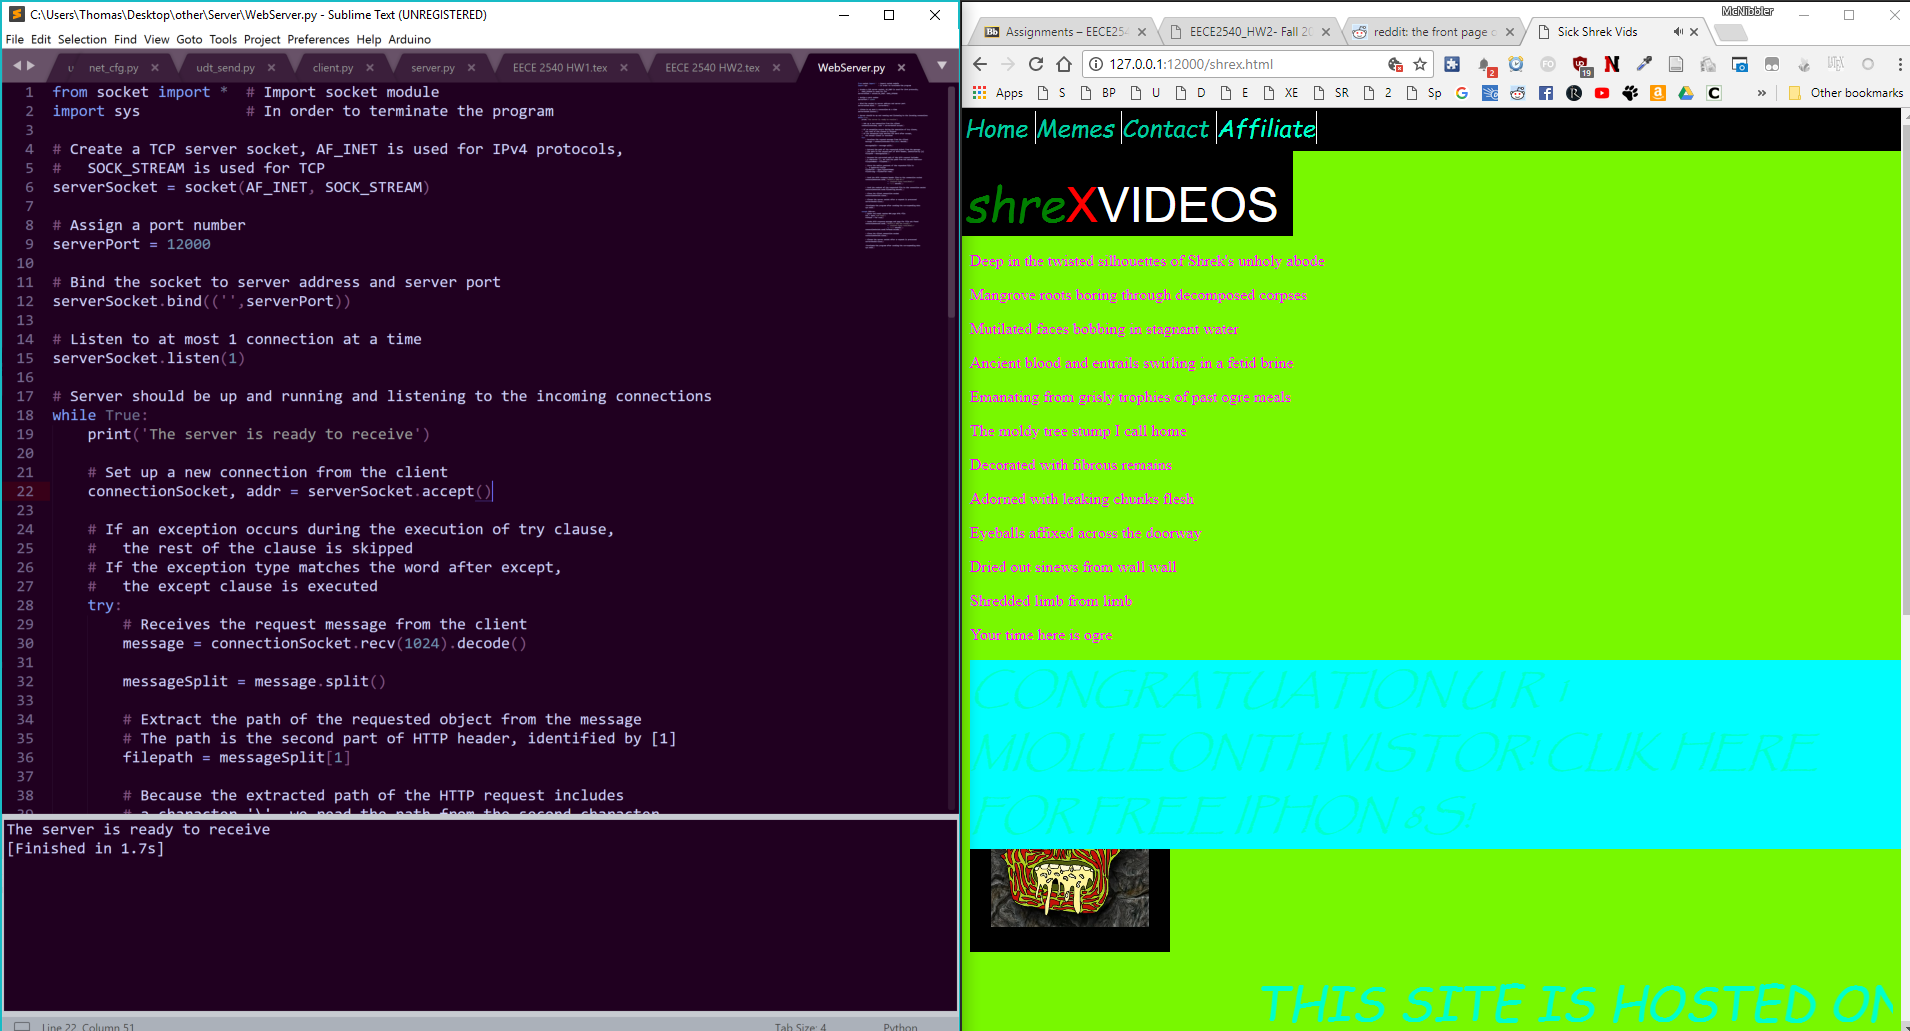 C:\Users\Thomas\Desktop\other\Server\WebServer.py - Sublime Text (UNREGISTERED)
File Edit Selection Find View Goto Tools Project Preferences Help Arduino
net_cfg.py udt_send.py client.py server.py EECE 2540 HW1.tex EECE 2540 HW2.tex WebServer.py
1 from socket import *  # Import socket module
2 import sys            # In order to terminate the program
3
4 # Create a TCP server socket, AF_INET is used for IPv4 protocols,
5 #   SOCK_STREAM is used for TCP
6 serverSocket = socket(AF_INET, SOCK_STREAM)
7
8 # Assign a port number
9 serverPort = 12000
10
11 # Bind the socket to server address and server port
12 serverSocket.bind(('',serverPort))
13
14 # Listen to at most 1 connection at a time
15 serverSocket.listen(1)
16
17 # Server should be up and running and listening to the incoming connections
18 while True:
19     print('The server is ready to receive')
20
21     # Set up a new connection from the client
22     connectionSocket, addr = serverSocket.accept()
23
24     # If an exception occurs during the execution of try clause,
25     #   the rest of the clause is skipped
26     # If the exception type matches the word after except,
27     #   the except clause is executed
28     try:
29         # Receives the request message from the client
30         message = connectionSocket.recv(1024).decode()
31
32         messageSplit = message.split()
33
34         # Extract the path of the requested object from the message
35         # The path is the second part of HTTP header, identified by [1]
36         filepath = messageSplit[1]
37
38         # Because the extracted path of the HTTP request includes
39         # a character '\', we read the path from the second character
The server is ready to receive
[Finished in 1.7s]
Line 22, Column 51
Tab Size: 4
Python
McNibbler
Assignments – EECE254
EECE2540_HW2- Fall 20
reddit: the front page o
Sick Shrek Vids
127.0.0.1:12000/shrex.html
2
19
Apps S BP U D E XE SR 2 Sp » Other bookmarks
Home Memes Contact Affiliate
shreXVIDEOS
Deep in the twisted silhouettes of Shrek's unholy abode
Mangrove roots boring through decomposed corpses
Mutilated faces bobbing in stagnant water
Ancient blood and entrails swirling in a fetid brine
Emanating from grisly trophies of past ogre meals
The moldy tree stump I call home
Decorated with fibrous remains
Adorned with leaking chunks flesh
Eyeballs affixed across the doorway
Dried out sinews from wall wall
Shredded limb from limb
Your time here is ogre
CONGRATUATION U R 1
MIOLLEONTH VISTOR! CLIK HERE
FOR FREE IPHON 8S!
THIS SITE IS HOSTED ON